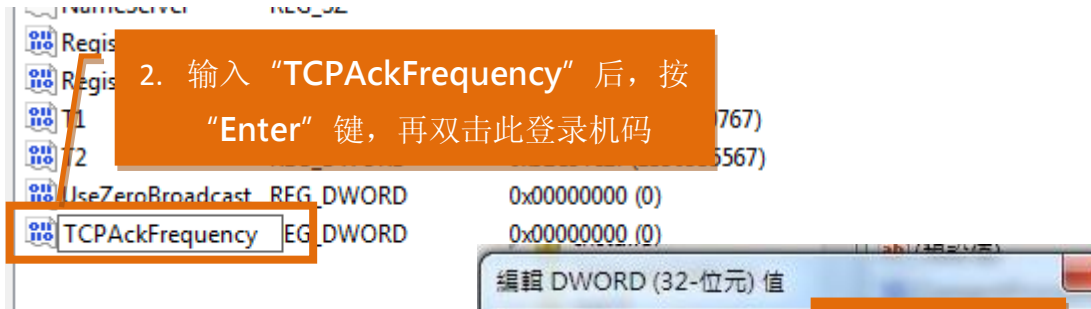 Regis
Regis
2. 输入“TCPAckFrequency”后，按
“Enter”键，再双击此登录机码
T1
767)
T2
5567)
UseZeroBroadcast REG_DWORD 0x00000000 (0)
TCPAckFrequency EG_DWORD 0x00000000 (0)
編輯 DWORD (32-位元) 值